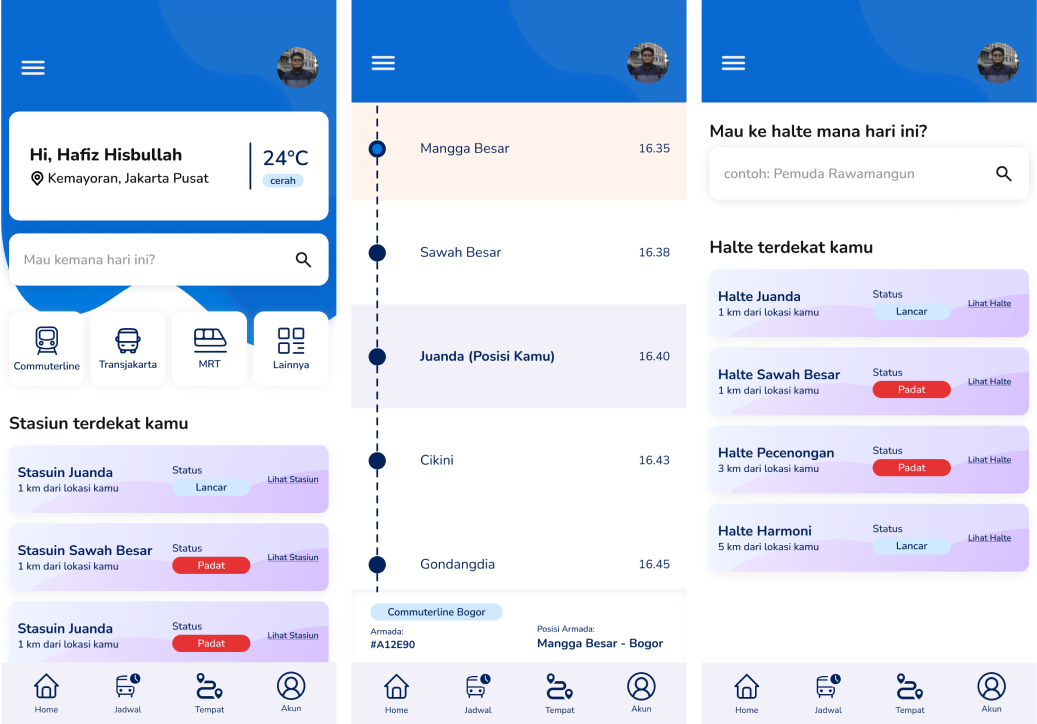 Hi, Hafiz Hisbullah
Kemayoran, Jakarta Pusat
24°C
cerah
Mau kemana hari ini?
Commuterline
Transjakarta
MRT
Lainnya
Stasiun terdekat kamu
Stasuin Juanda
1 km dari lokasi kamu
Status
Lancar
Lihat Stasiun
Stasuin Sawah Besar
1 km dari lokasi kamu
Status
Padat
Lihat Stasiun
Stasuin Juanda
1 km dari lokasi kamu
Status
Padat
Lihat Stasiun
Home
Jadwal
Tempat
Akun
Mangga Besar 16.35
Sawah Besar 16.38
Juanda (Posisi Kamu) 16.40
Cikini 16.43
Gondangdia 16.45
Commuterline Bogor
Armada:
#A12E90
Posisi Armada:
Mangga Besar - Bogor
Home
Jadwal
Tempat
Akun
Mau ke halte mana hari ini?
contoh: Pemuda Rawamangun
Halte terdekat kamu
Halte Juanda
1 km dari lokasi kamu
Status
Lancar
Lihat Halte
Halte Sawah Besar
1 km dari lokasi kamu
Status
Padat
Lihat Halte
Halte Pecenongan
3 km dari lokasi kamu
Status
Padat
Lihat Halte
Halte Harmoni
5 km dari lokasi kamu
Status
Lancar
Lihat Halte
Home
Jadwal
Tempat
Akun